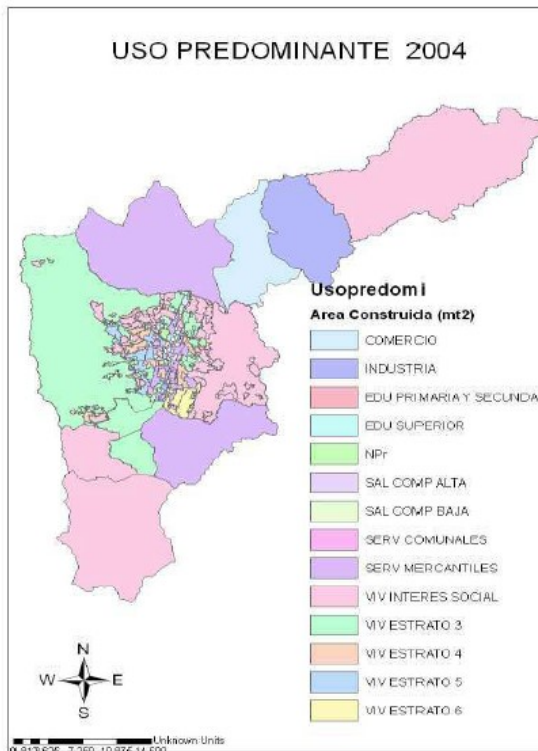 USO PREDOMINANTE 2004
Usopredomi
Area Construida (mt2)
COMERCIO
INDUSTRIA
EDU PRIMARIA Y SECUNDA
EDU SUPERIOR
NPr
SAL COMP ALTA
SAL COMP BAJA
SERV COMUNALES
SERV MERCANTILES
VIV INTERES SOCIAL
VIV ESTRATO 3
VIV ESTRATO 4
VIV ESTRATO 5
VIV ESTRATO 6
N
W E
S
Unknown Units